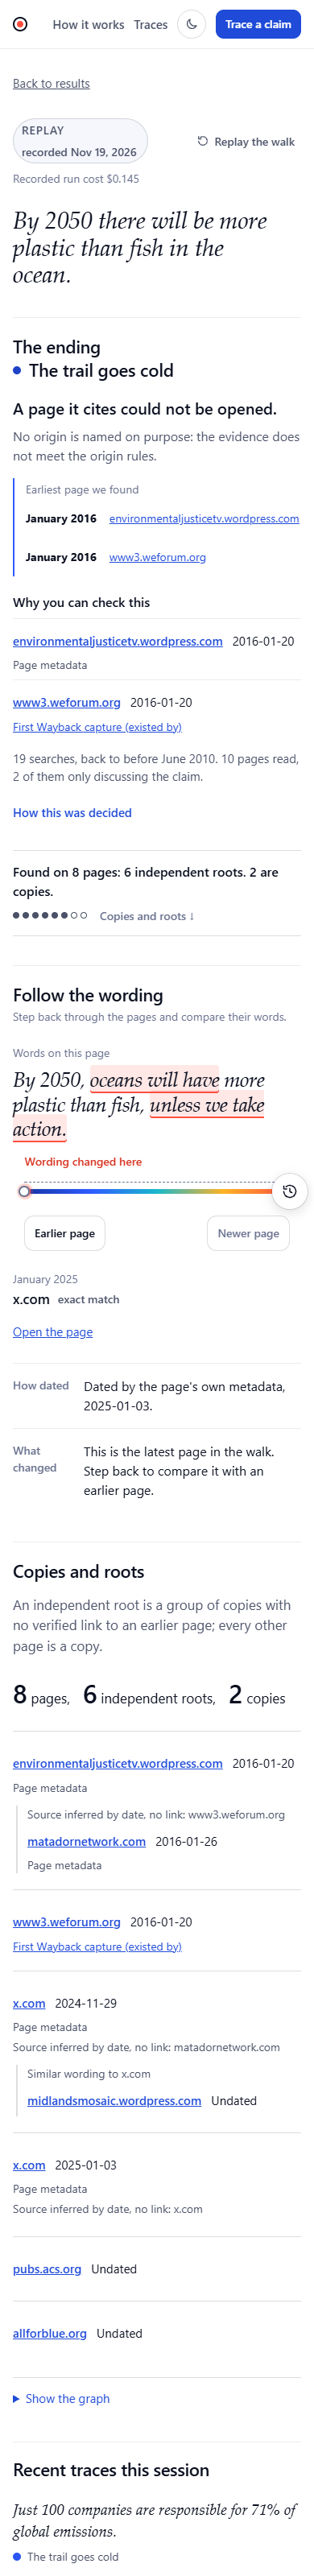 How it works Traces Trace a claim
Back to results
REPLAY
recorded Nov 19, 2026
Replay the walk
Recorded run cost $0.145
By 2050 there will be more
plastic than fish in the
ocean.
The ending
The trail goes cold
A page it cites could not be opened.
No origin is named on purpose: the evidence does
not meet the origin rules.
Earliest page we found
January 2016 environmentaljusticetv.wordpress.com
January 2016 www3.weforum.org
Why you can check this
environmentaljusticetv.wordpress.com 2016-01-20
Page metadata
www3.weforum.org 2016-01-20
First Wayback capture (existed by)
19 searches, back to before June 2010. 10 pages read,
2 of them only discussing the claim.
How this was decided
Found on 8 pages: 6 independent roots. 2 are
copies.
Copies and roots ↓
Follow the wording
Step back through the pages and compare their words.
Words on this page
By 2050, oceans will have more
plastic than fish, unless we take
action.
Wording changed here
Earlier page Newer page
January 2025
x.com exact match
Open the page
How dated Dated by the page's own metadata,
2025-01-03.
What changed This is the latest page in the walk.
Step back to compare it with an
earlier page.
Copies and roots
An independent root is a group of copies with
no verified link to an earlier page; every other
page is a copy.
8 pages, 6 independent roots, 2 copies
environmentaljusticetv.wordpress.com 2016-01-20
Page metadata
Source inferred by date, no link: www3.weforum.org
matadornetwork.com 2016-01-26
Page metadata
www3.weforum.org 2016-01-20
First Wayback capture (existed by)
x.com 2024-11-29
Page metadata
Source inferred by date, no link: matadornetwork.com
Similar wording to x.com
midlandsmosaic.wordpress.com Undated
x.com 2025-01-03
Page metadata
Source inferred by date, no link: x.com
pubs.acs.org Undated
allforblue.org Undated
Show the graph
Recent traces this session
Just 100 companies are responsible for 71% of
global emissions.
The trail goes cold